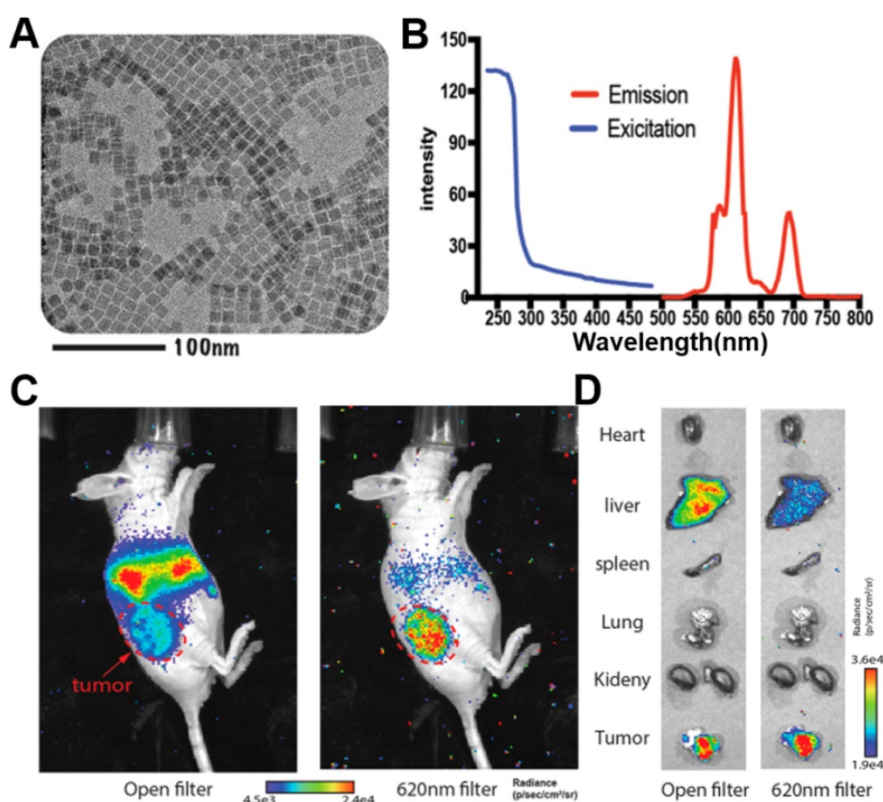 A
100nm
B
150
120
90
60
30
0
intensity
Emission
Exicitation
250 300 350 400 450 500 550 600 650 700 750 800
Wavelength(nm)
C
tumor
Open filter
4.5e3
2.4e4
620nm filter
Radiance
(p/sec/cm²/sr)
D
Heart
liver
spleen
Lung
Kideny
Tumor
Radiance
(p/sec/cm²/sr)
3.6e4
1.9e4
Open filter
620nm filter